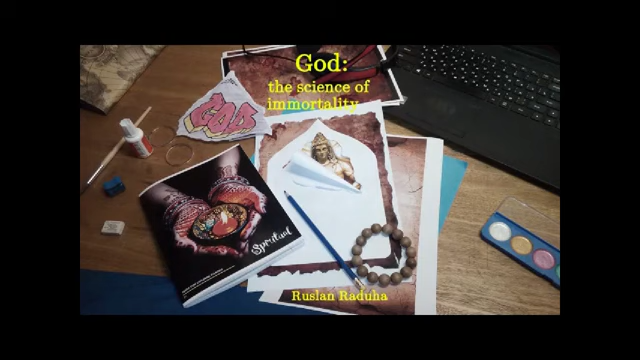 God:
the science of
immortality
GOD
Spiritual
Ruslan Raduha